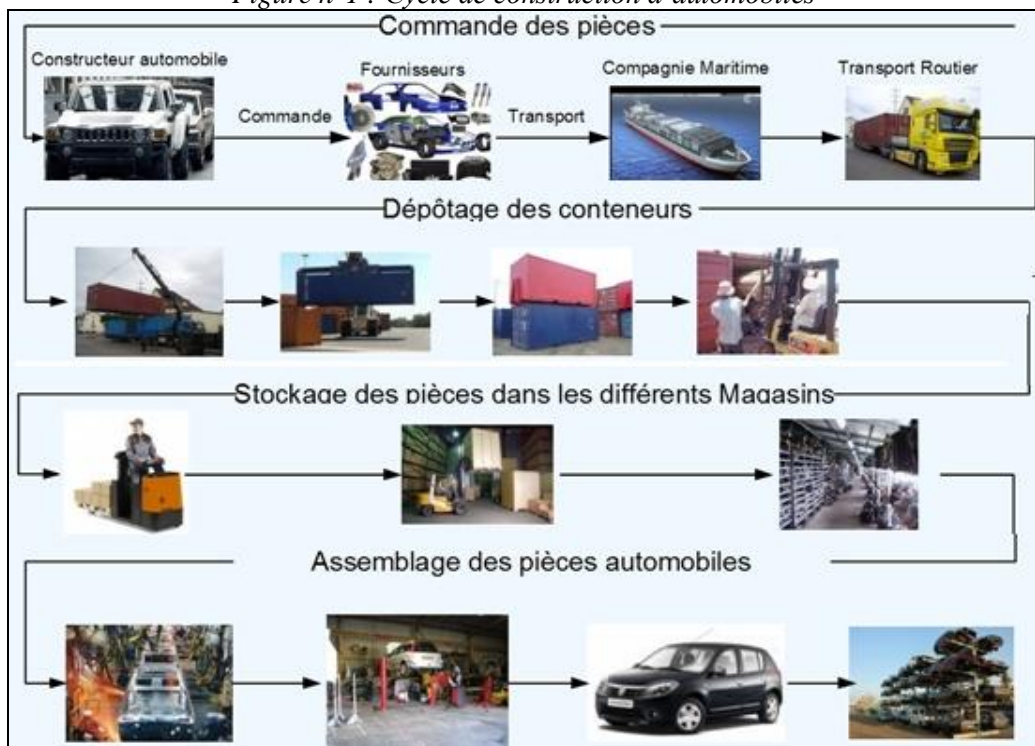 Figure n°1 : Cycle de construction d'automobiles
Commande des pièces
Constructeur automobile
Fournisseurs
Compagnie Maritime
Transport Routier
Commande
Transport
Dépôtage des conteneurs
Stockage des pièces dans les différents Magasins
Assemblage des pièces automobiles